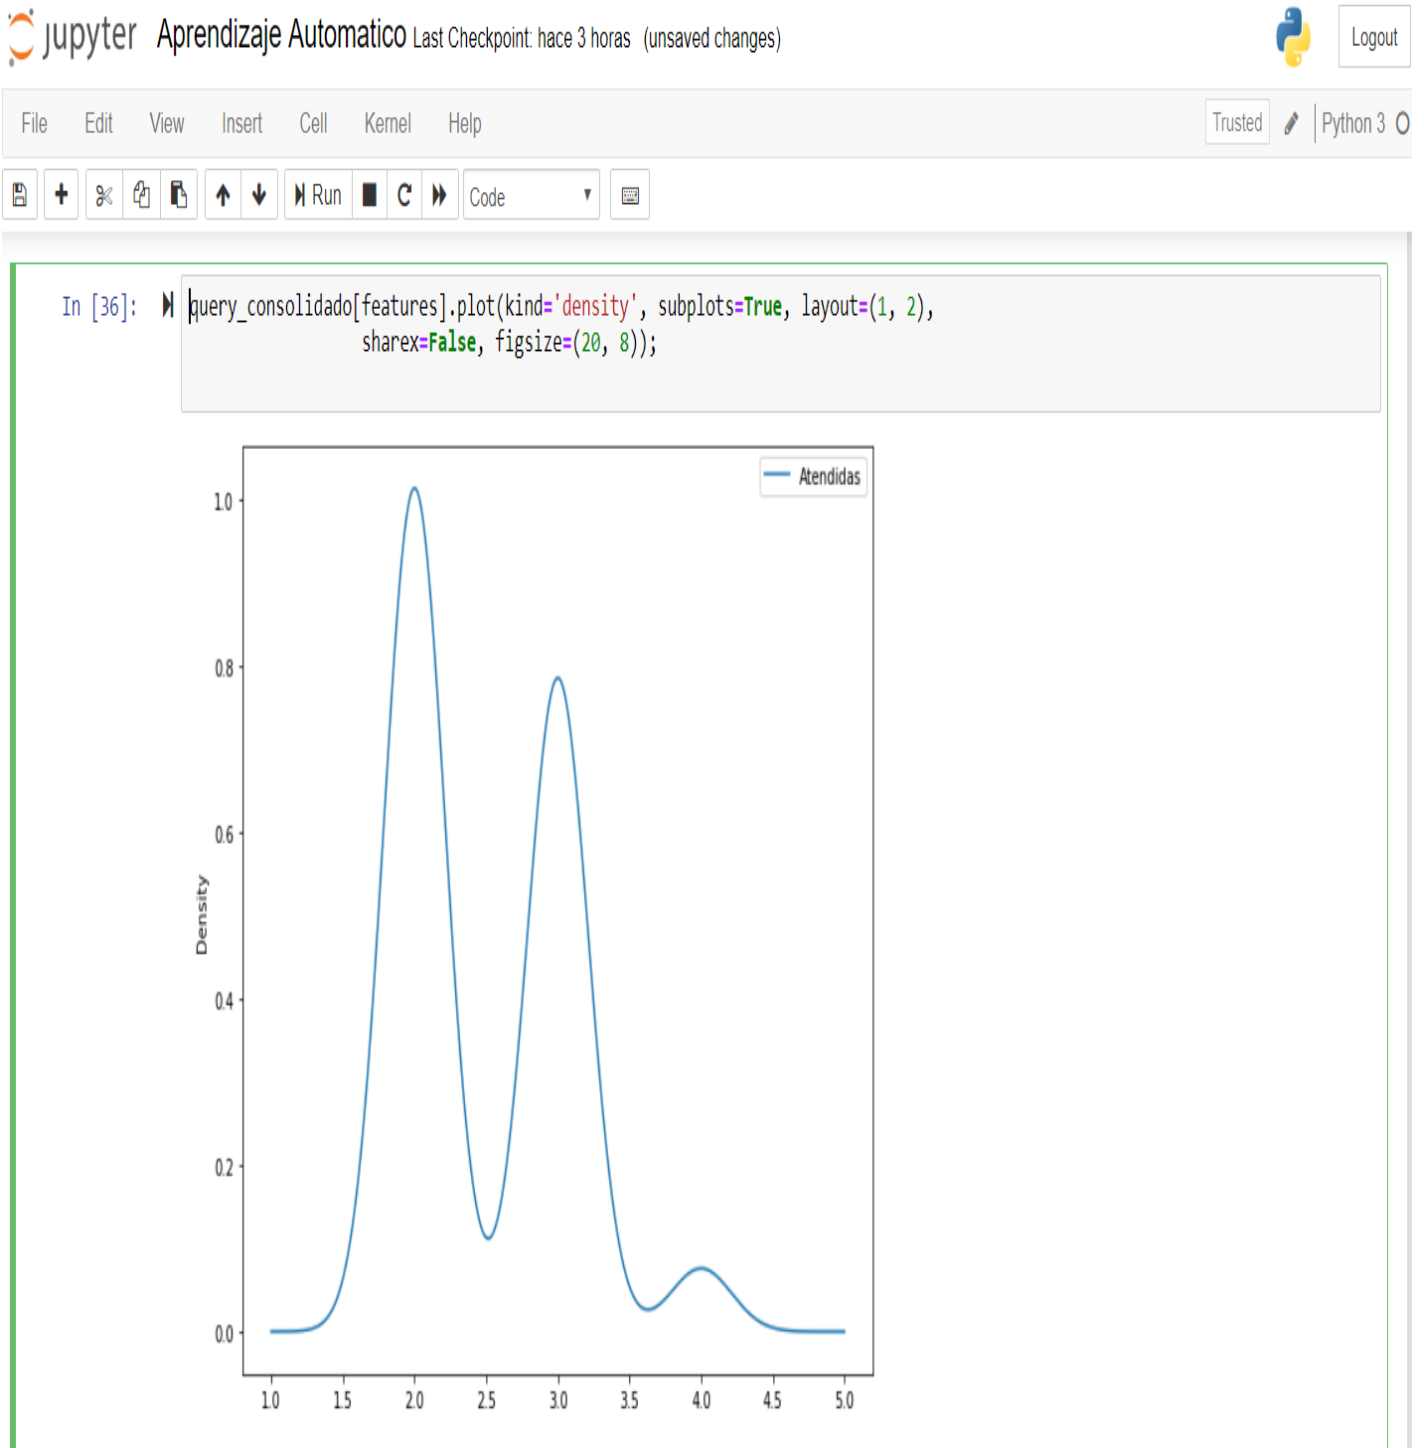 jupyter Aprendizaje Automatico Last Checkpoint: hace 3 horas (unsaved changes) Logout
File Edit View Insert Cell Kernel Help Trusted Python 3
Run Code
In [36]: query_consolidado[features].plot(kind='density', subplots=True, layout=(1, 2),
sharex=False, figsize=(20, 8));
Atendidas
1.0
0.8
0.6
0.4
0.2
0.0
Density
1.0 1.5 2.0 2.5 3.0 3.5 4.0 4.5 5.0